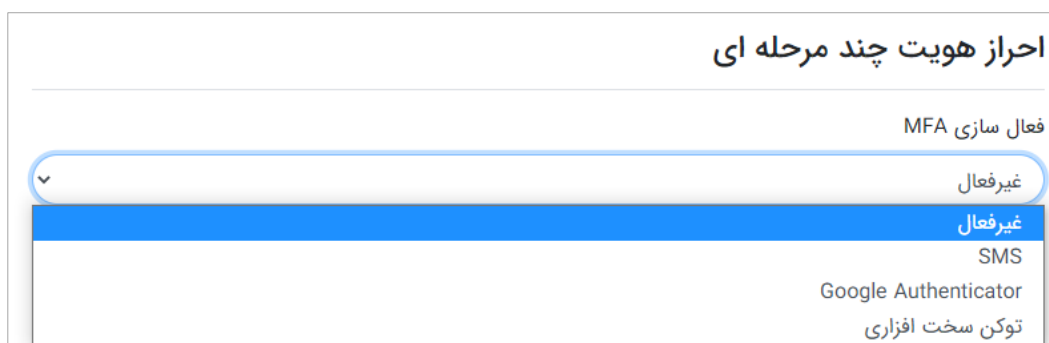 احراز هویت چند مرحله ای
فعال سازی MFA
غیرفعال
غیرفعال
SMS
Google Authenticator
توکن سخت افزاری